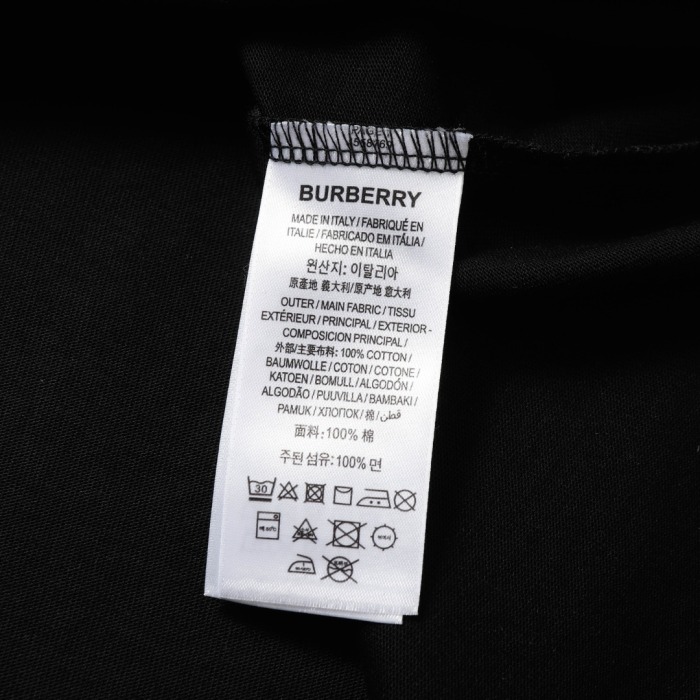 BURBERRY
MADE IN ITALY / FABRIQUÉ EN
ITALIE / FABRICADO EM ITÁLIA /
HECHO EN ITALIA
원산지: 이탈리아
原產地 義大利/原产地 意大利
OUTER / MAIN FABRIC / TISSU
EXTÉRIEUR / PRINCIPAL / EXTERIOR -
COMPOSICION PRINCIPAL /
外部/主要布料: 100% COTTON /
BAUMWOLLE / COTON / COTONE /
KATOEN / BOMULL / ALGODÓN /
ALGODÃO / PUUVILLA / BAMBAKI /
PAMUK / ХЛОПОК / 棉 / قطن
面料:100% 棉
주된 섬유:100% 면
30